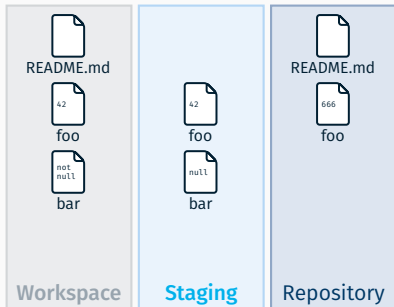 README.md
README.md
42
42
666
foo
foo
foo
not
null
null
bar
bar
Workspace
Staging
Repository